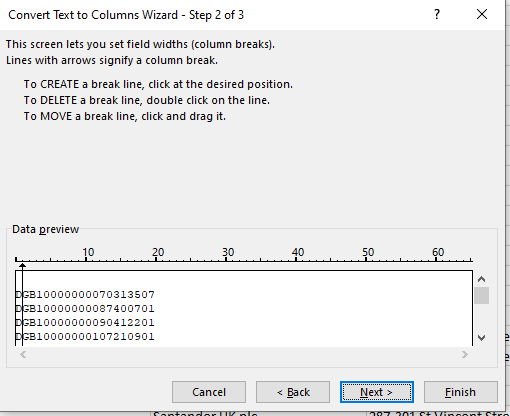 Convert Text to Columns Wizard - Step 2 of 3
?
This screen lets you set field widths (column breaks).
Lines with arrows signify a column break.
To CREATE a break line, click at the desired position.
To DELETE a break line, double click on the line.
To MOVE a break line, click and drag it.
Data preview
10 20 30 40 50 60
DGB10000000070313507
DGB10000000087400701
DGB10000000090412201
DGB10000000107210901
Cancel < Back Next > Finish
Santander UK plc 287-301 St Vincent Stre